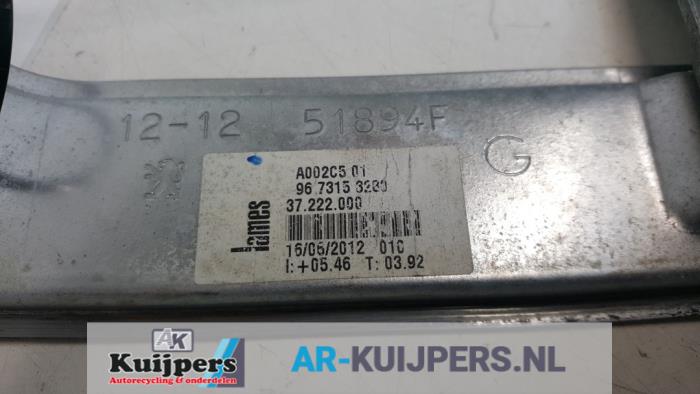 12-12 51894F
G
A002C5 01
96 7315 3280
37.222.000
lames
16/06/2012 010
I:+05.46 T: 03.92
AK
Kuijpers
Autorecycling & onderdelen
AR-KUIJPERS.NL